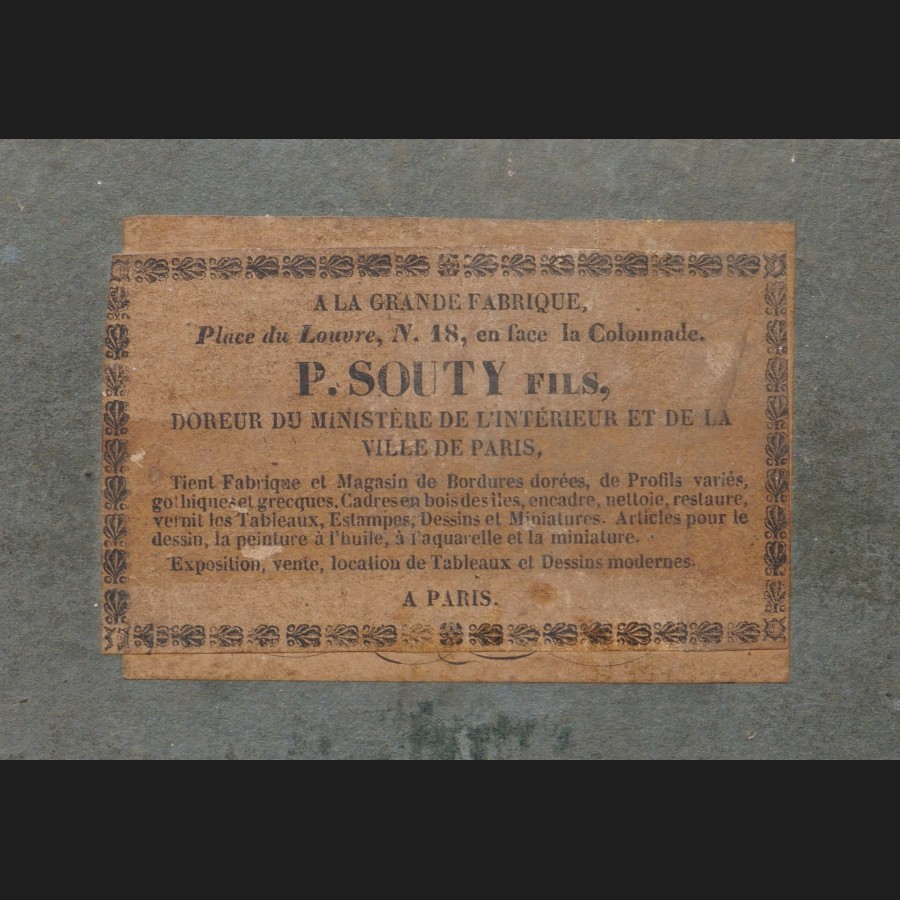 A LA GRANDE FABRIQUE,
Place du Louvre, N. 18, en face la Colonnade.
P. SOUTY FILS,
DOREUR DU MINISTÈRE DE L'INTÉRIEUR ET DE LA
VILLE DE PARIS,
Tient Fabrique et Magasin de Bordures dorées, de Profils variés,
gothiques et grecques, Cadres en bois des îles, encadre, nettoie, restaure,
vernit les Tableaux, Estampes, Dessins et Miniatures. Articles pour le
dessin, la peinture à l'huile, à l'aquarelle et la miniature.
Exposition, vente, location de Tableaux et Dessins modernes.
A PARIS.